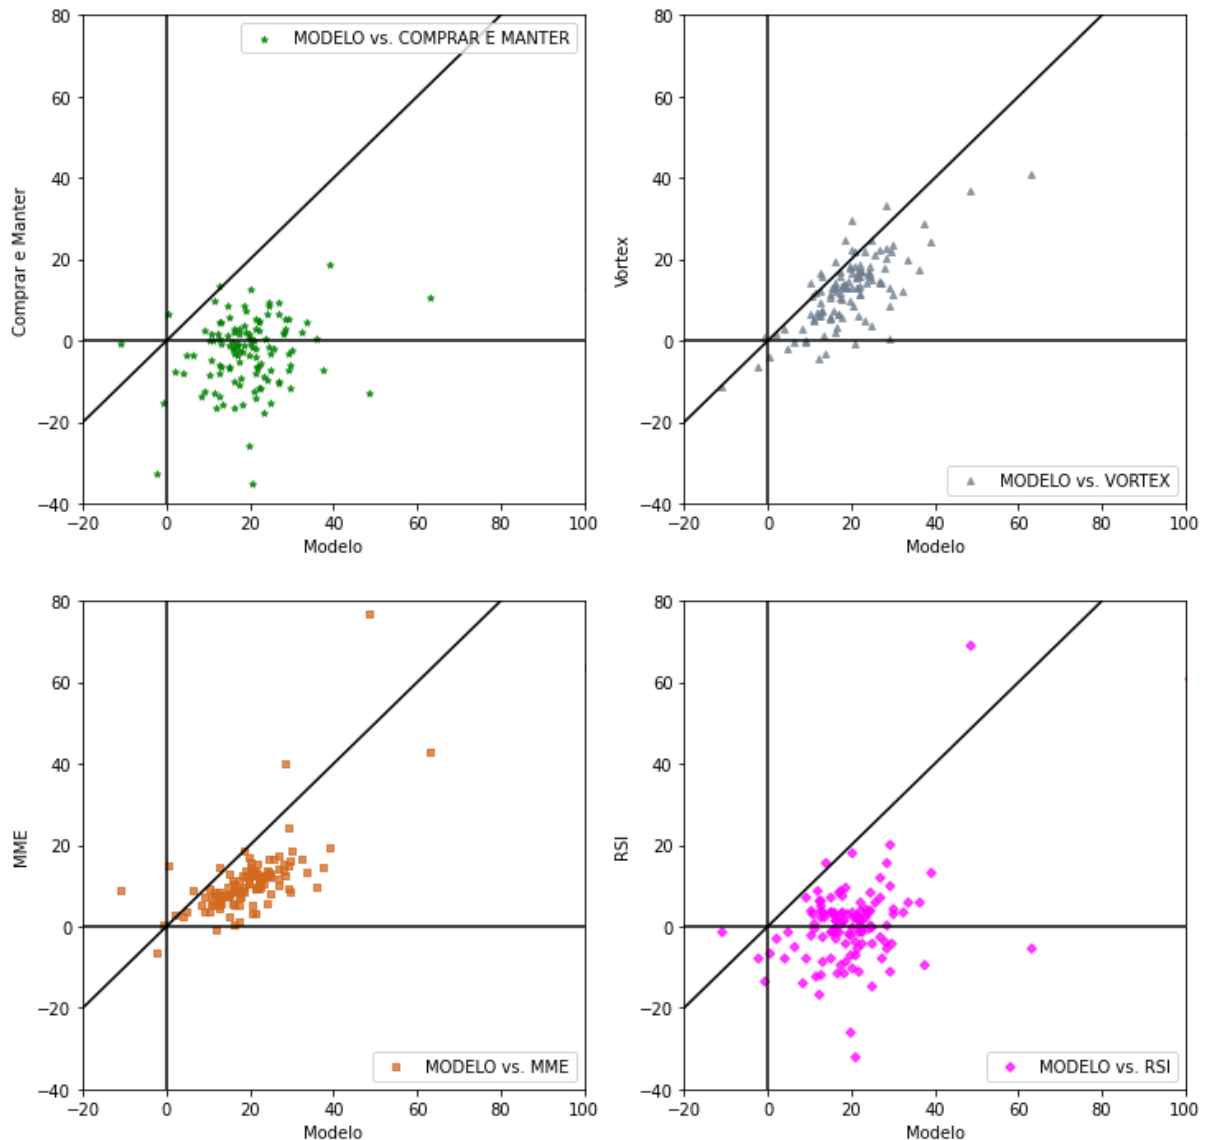 MODELO vs. COMPRAR E MANTER
80
60
40
20
0
−20
−40
Comprar e Manter
−20 0 20 40 60 80 100
Modelo
80
60
40
20
0
−20
−40
Vortex
MODELO vs. VORTEX
−20 0 20 40 60 80 100
Modelo
80
60
40
20
0
−20
−40
MME
MODELO vs. MME
−20 0 20 40 60 80 100
Modelo
80
60
40
20
0
−20
−40
RSI
MODELO vs. RSI
−20 0 20 40 60 80 100
Modelo